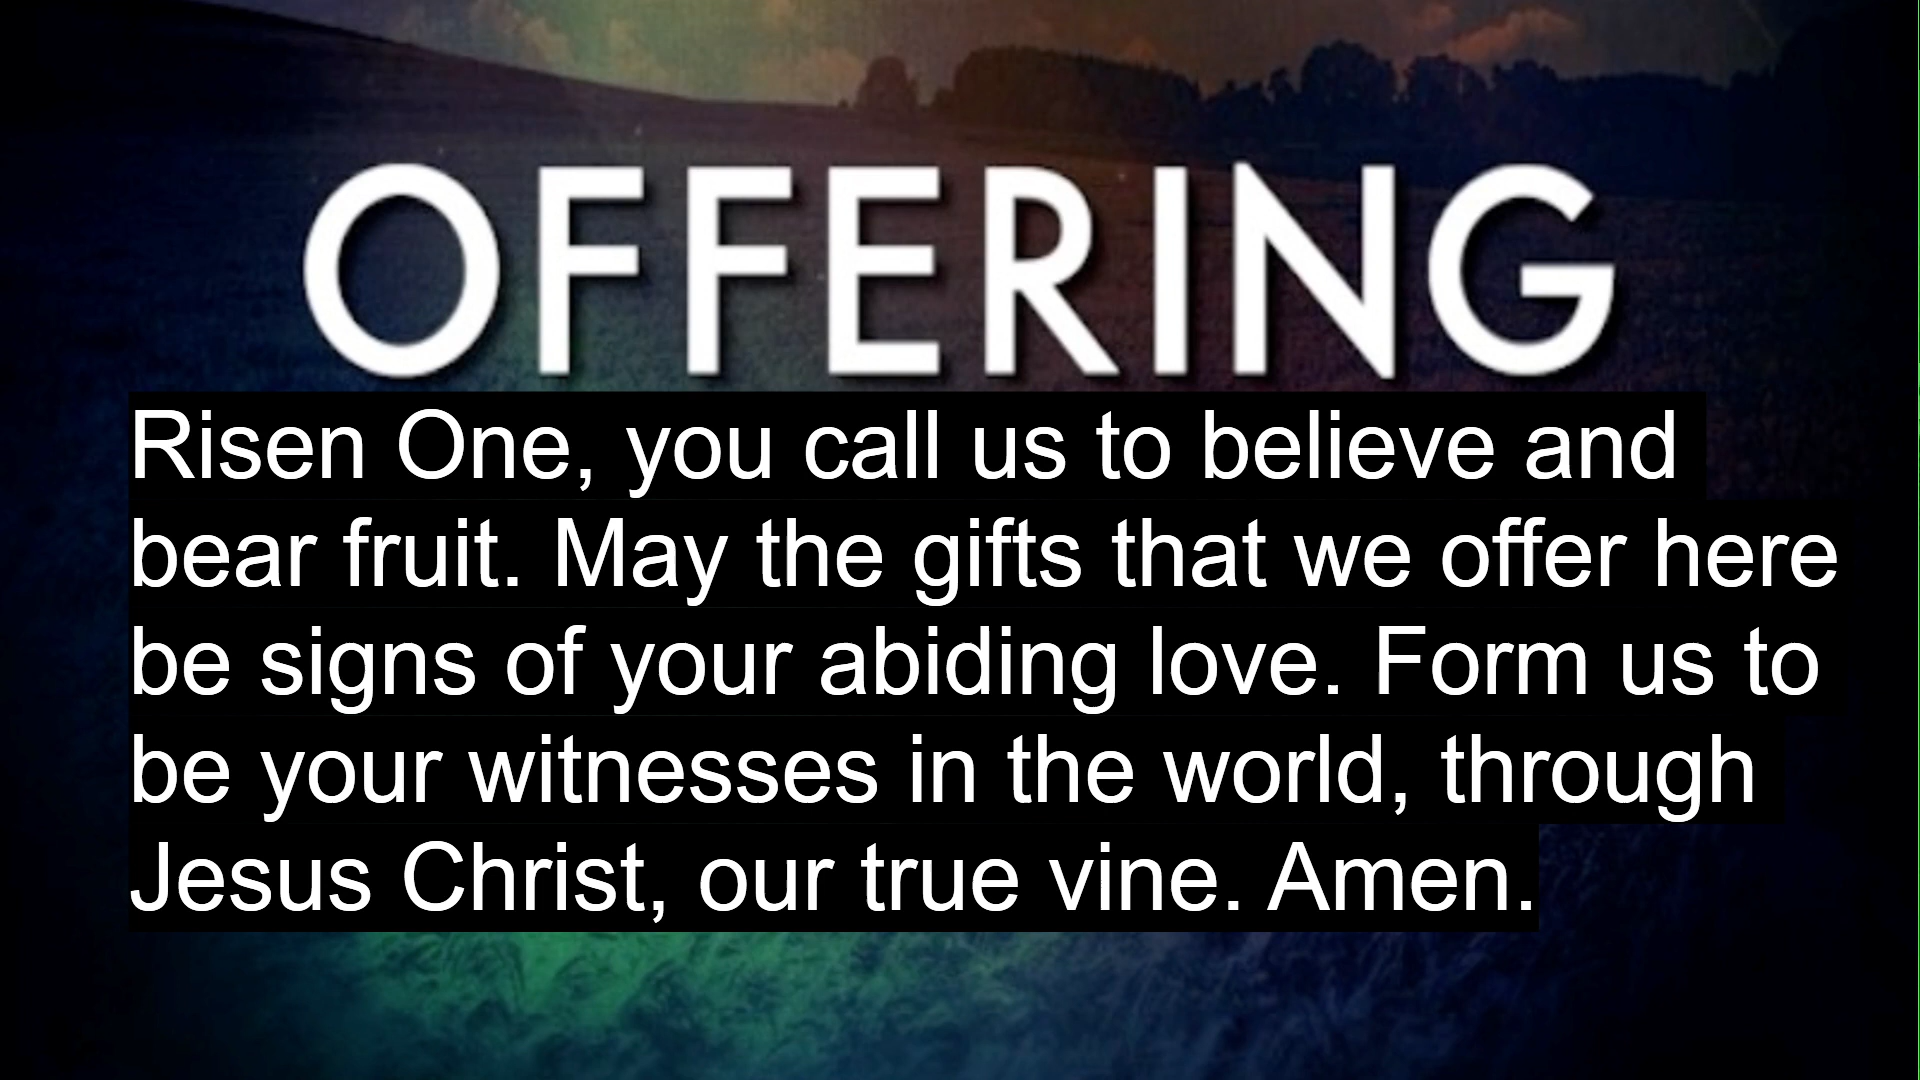 OFFERING
Risen One, you call us to believe and
bear fruit. May the gifts that we offer here
be signs of your abiding love. Form us to
be your witnesses in the world, through
Jesus Christ, our true vine. Amen.